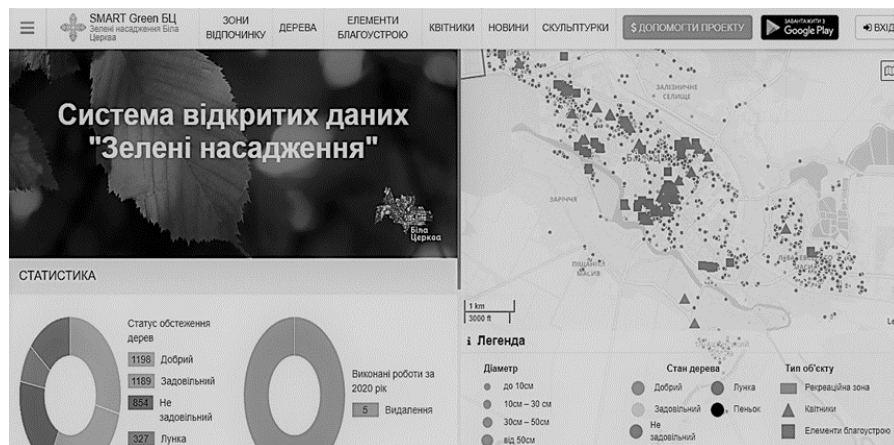 SMART Green БЦ
Зелені насадження Біла
Церква
ЗОНИ
ВІДПОЧИНКУ
ДЕРЕВА
ЕЛЕМЕНТИ
БЛАГОУСТРОЮ
КВІТНИКИ
НОВИНИ
СКУЛЬПТУРКИ
$ ДОПОМОГТИ ПРОЕКТУ
ЗАВАНТАЖИТИ З
Google Play
ВХІД
Система відкритих даних
"Зелені насадження"
Біла
Церква
СТАТИСТИКА
Статус обстеження
дерев
1198 Добрий
1189 Задовільний
854 Не
задовільний
327 Лунка
Виконані роботи за
2020 рік
5 Видалення
ЗАЛІЗНИЧНЕ
СЕЛИЩЕ
ЗАРІЧЧЯ
ПІЩАНИЙ
МАСИВ
1 km
3000 ft
Le
i Легенда
Діаметр
до 10см
10см – 30 см
30см – 50см
від 50см
Стан дерева
Добрий
Задовільний
Не
задовільний
Лунка
Пеньок
Тип об'єкту
Рекреаційна зона
Квітники
Елементи благоустрою